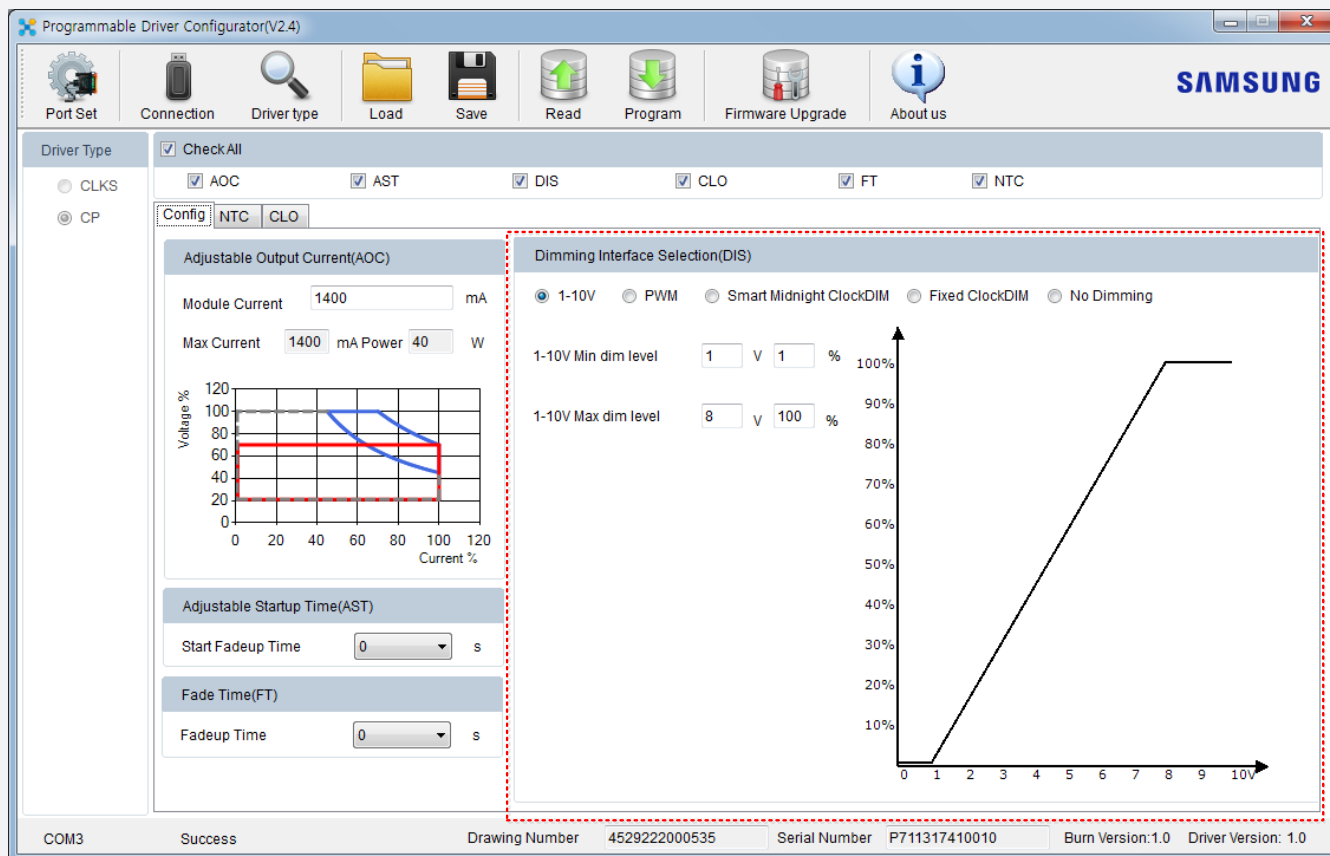 Programmable Driver Configurator(V2.4)
Port Set Connection Driver type Load Save Read Program Firmware Upgrade About us SAMSUNG
Driver Type
CLKS
CP
Check All
AOC AST DIS CLO FT NTC
Config NTC CLO
Adjustable Output Current(AOC)
Module Current 1400 mA
Max Current 1400 mA Power 40 W
Voltage %
120
100
80
60
40
20
0
0 20 40 60 80 100 120
Current %
Adjustable Startup Time(AST)
Start Fadeup Time 0 s
Fade Time(FT)
Fadeup Time 0 s
Dimming Interface Selection(DIS)
1-10V PWM Smart Midnight ClockDIM Fixed ClockDIM No Dimming
1-10V Min dim level 1 V 1 %
1-10V Max dim level 8 V 100 %
100%
90%
80%
70%
60%
50%
40%
30%
20%
10%
0 1 2 3 4 5 6 7 8 9 10V
COM3 Success Drawing Number 4529222000535 Serial Number P711317410010 Burn Version:1.0 Driver Version: 1.0